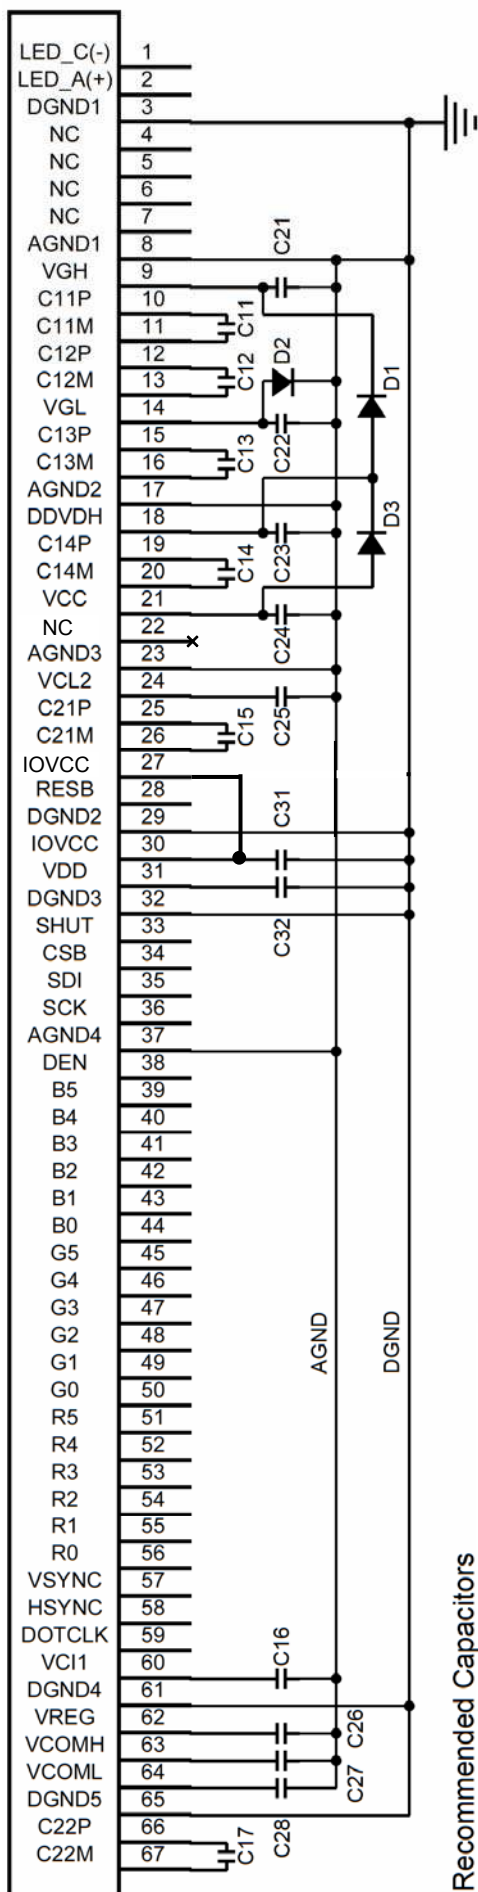 LED_C(-) 1
LED_A(+) 2
DGND1 3
NC 4
NC 5
NC 6
NC 7
AGND1 8
VGH 9
C11P 10
C11M 11
C12P 12
C12M 13
VGL 14
C13P 15
C13M 16
AGND2 17
DDVDH 18
C14P 19
C14M 20
VCC 21
NC 22
AGND3 23
VCL2 24
C21P 25
C21M 26
IOVCC 27
RESB 28
DGND2 29
IOVCC 30
VDD 31
DGND3 32
SHUT 33
CSB 34
SDI 35
SCK 36
AGND4 37
DEN 38
B5 39
B4 40
B3 41
B2 42
B1 43
B0 44
G5 45
G4 46
G3 47
G2 48
G1 49
G0 50
R5 51
R4 52
R3 53
R2 54
R1 55
R0 56
VSYNC 57
HSYNC 58
DOTCLK 59
VCI1 60
DGND4 61
VREG 62
VCOMH 63
VCOML 64
DGND5 65
C22P 66
C22M 67
C21
C11
C12
D2
D1
C13
C22
C14
C23
D3
C24
C15
C25
C31
C32
AGND
DGND
C16
C26
C27
C17
C28
Recommended Capacitors